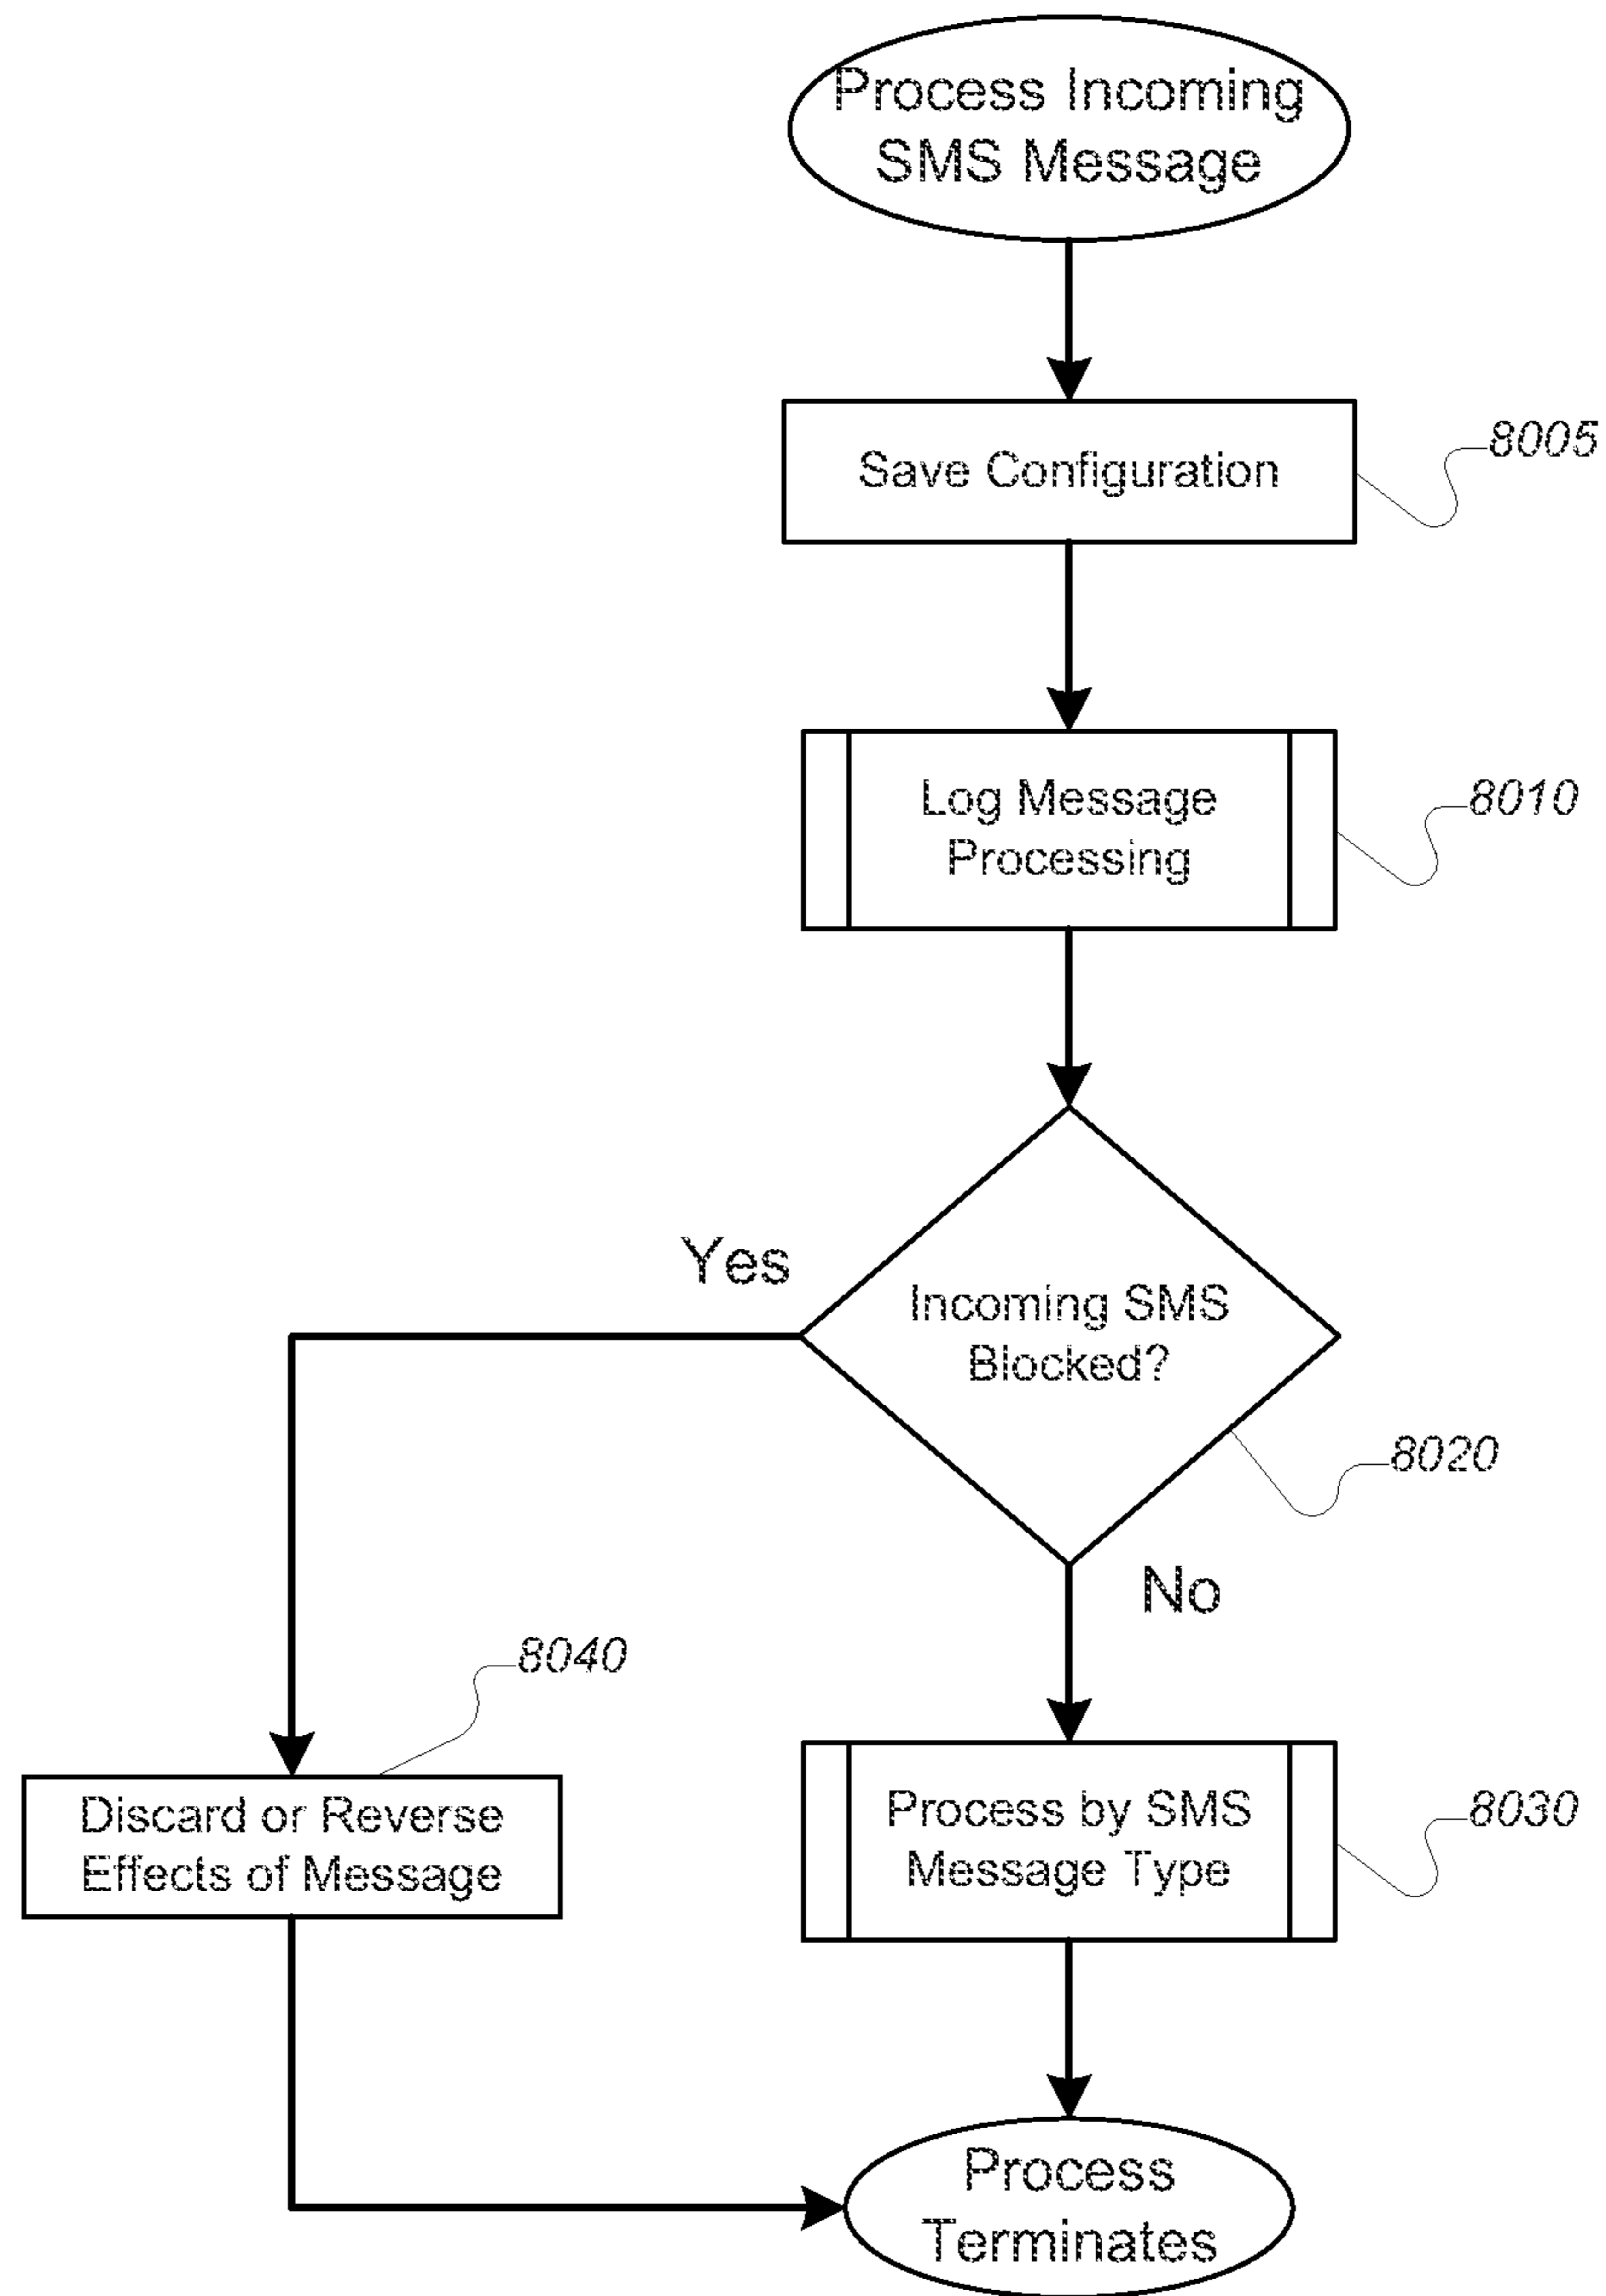 Process Incoming
SMS Message
Save Configuration
8005
Log Message
Processing
8010
Yes
Incoming SMS
Blocked?
8020
No
8040
Discard or Reverse
Effects of Message
Process by SMS
Message Type
8030
Process
Terminates